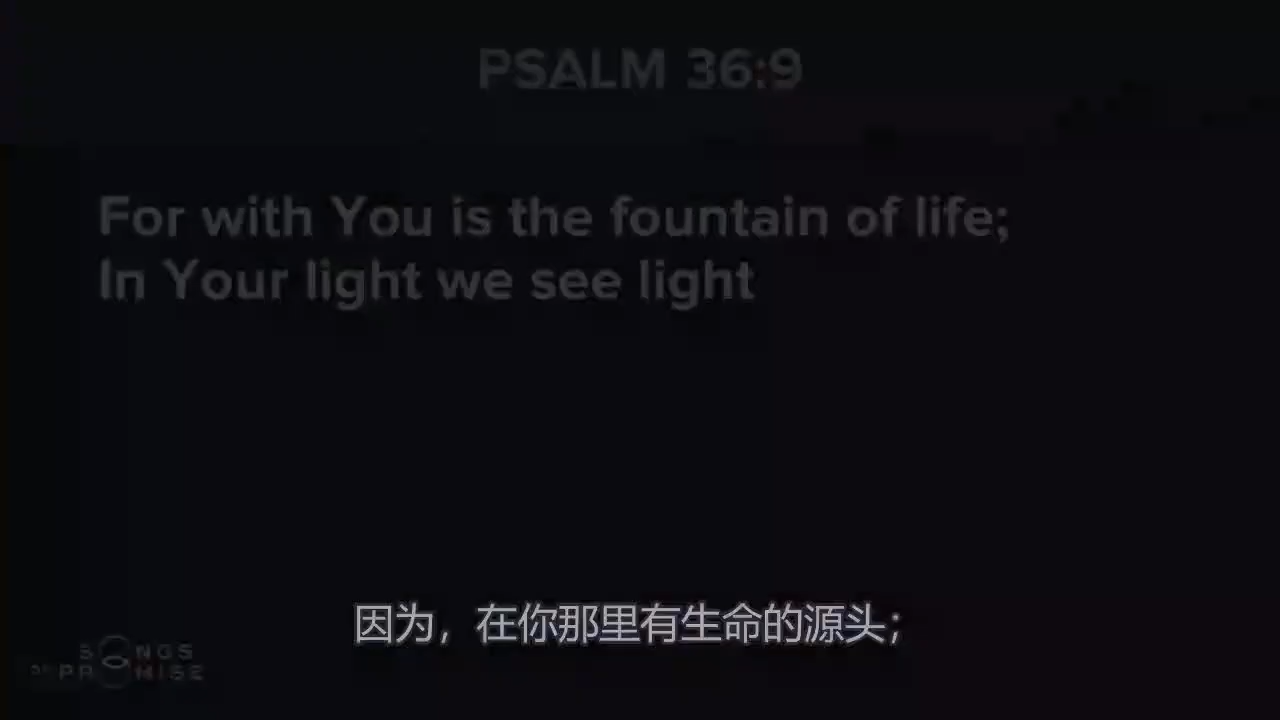 PSALM 36:9
For with You is the fountain of life;
In Your light we see light
因为，在你那里有生命的源头；
SONGS
OF PROMISE